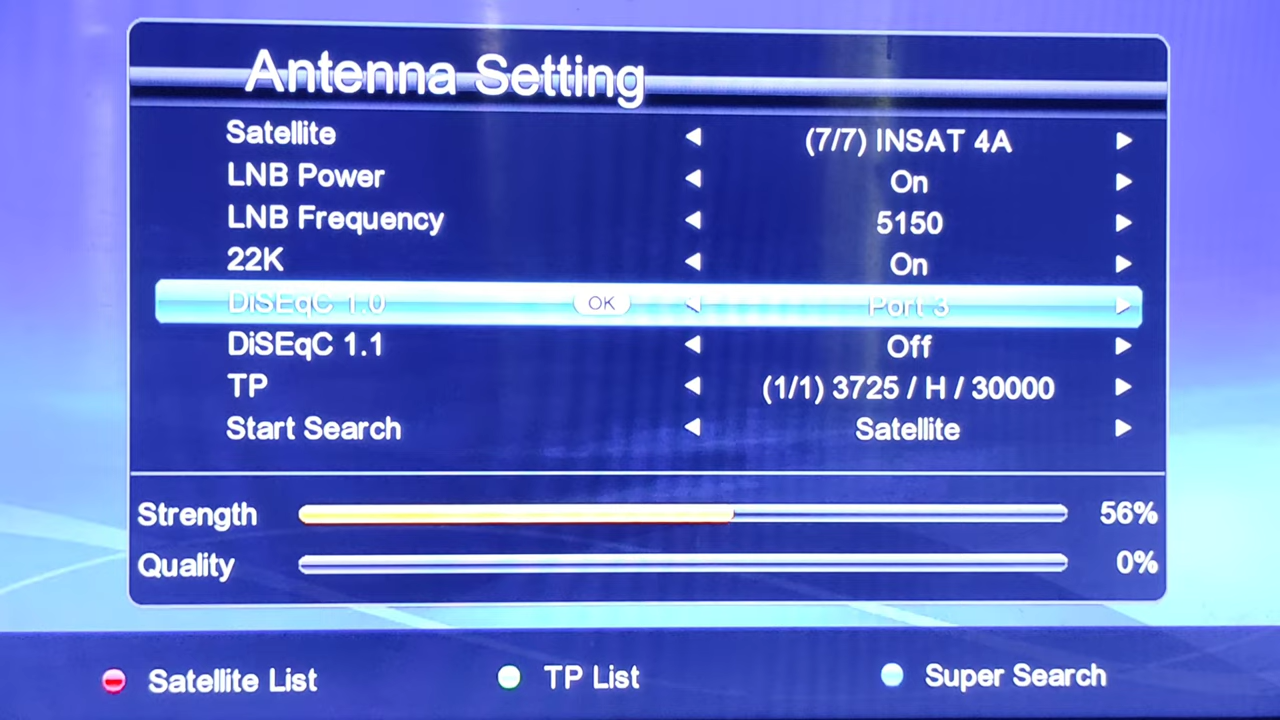 Antenna Setting
Satellite (7/7) INSAT 4A
LNB Power On
LNB Frequency 5150
22K On
DiSEqC 1.0 OK Port 3
DiSEqC 1.1 Off
TP (1/1) 3725 / H / 30000
Start Search Satellite
Strength 56%
Quality 0%
Satellite List TP List Super Search